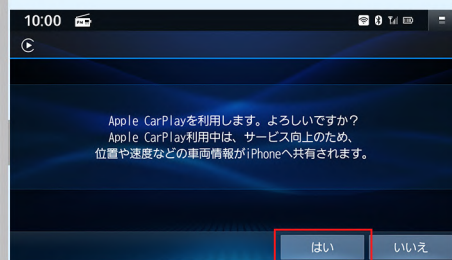 10:00
Apple CarPlayを利用します。よろしいですか？
Apple CarPlay利用中は、サービス向上のため、
位置や速度などの車両情報がiPhoneへ共有されます。
はい
いいえ